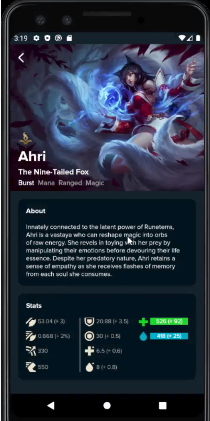 3:19
Ahri
The Nine-Tailed Fox
Burst Mana Ranged Magic
About
Innately connected to the latent power of Runeterra,
Ahri is a vastaya who can reshape magic into orbs
of raw energy. She revels in toying with her prey by
manipulating their emotions before devouring their life
essence. Despite her predatory nature, Ahri retains a
sense of empathy as she receives flashes of memory
from each soul she consumes.
Stats
53.04 (+ 3) 20.88 (+ 3.5) 526 (+ 92)
0.668 (+ 2%) 30 (+ 0.5) 418 (+ 25)
330 6.5 (+ 0.6)
550 8 (+ 0.8)